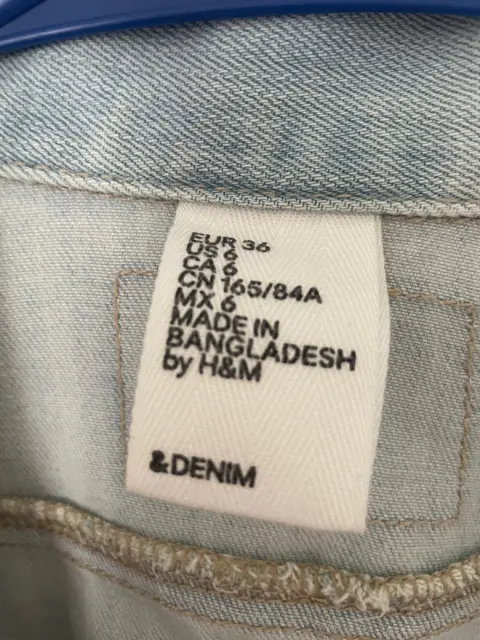 EUR 36
US 6
CA 6
CN 165/84A
MX 6
MADE IN
BANGLADESH
by H&M
&DENIM